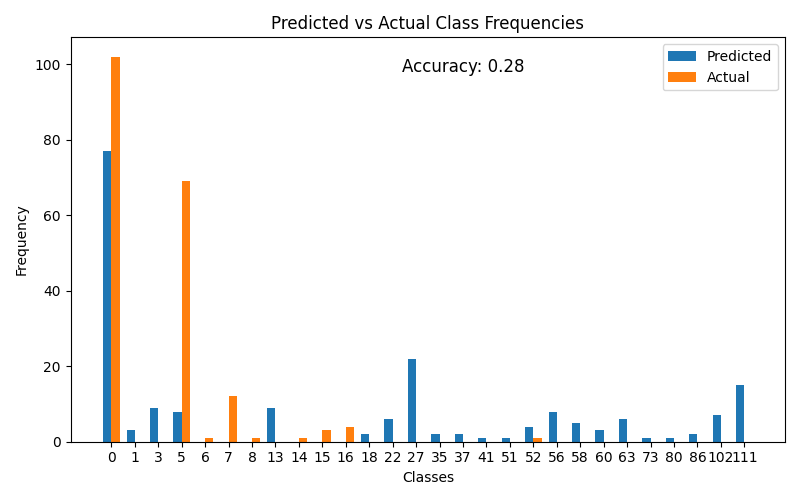 Predicted vs Actual Class Frequencies
Accuracy: 0.28
Predicted
Actual
100
80
60
40
20
0
Frequency
0 1 3 5 6 7 8 13 14 15 16 18 22 27 35 37 41 51 52 56 58 60 63 73 80 86 102 111
Classes